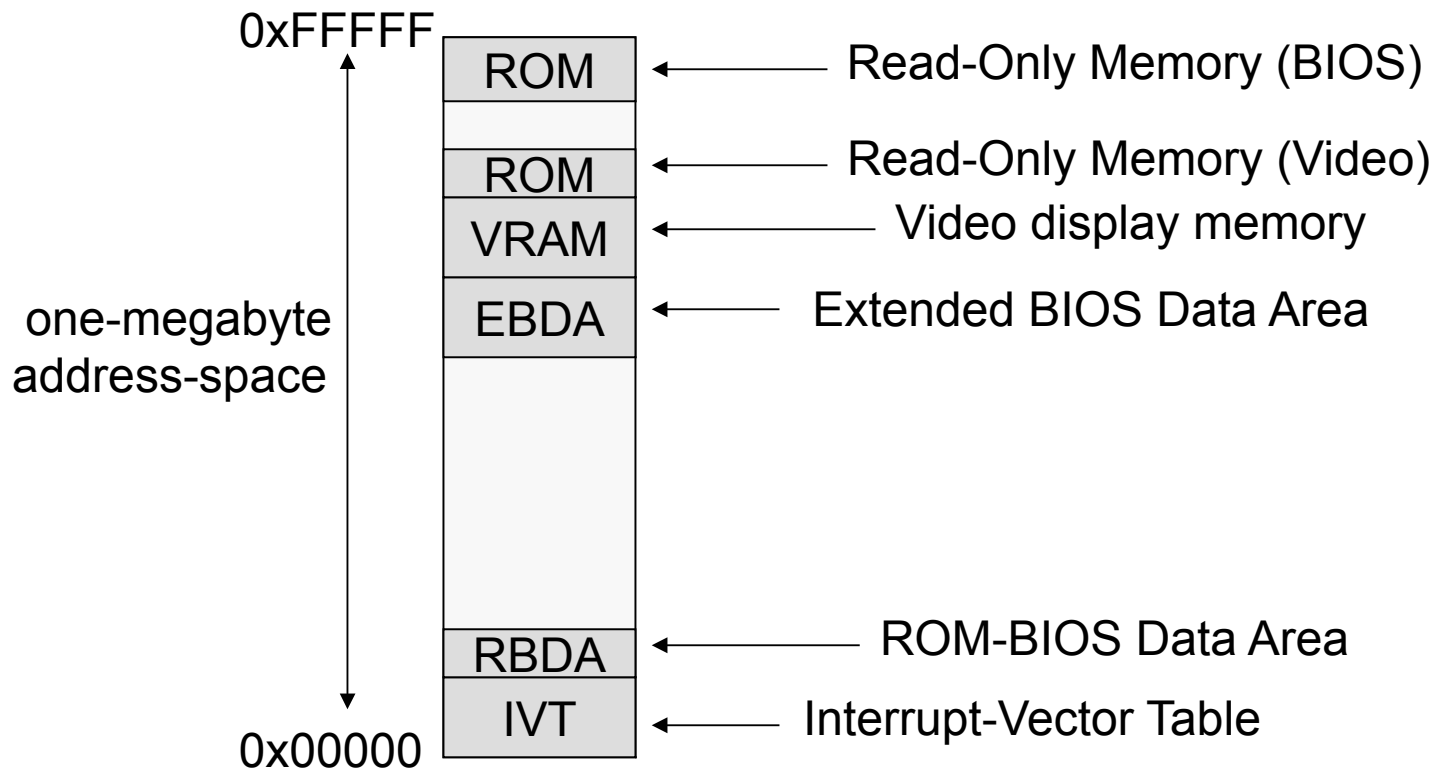 0xFFFFF
ROM
Read-Only Memory (BIOS)
ROM
Read-Only Memory (Video)
VRAM
Video display memory
one-megabyte
address-space
EBDA
Extended BIOS Data Area
RBDA
ROM-BIOS Data Area
IVT
Interrupt-Vector Table
0x00000